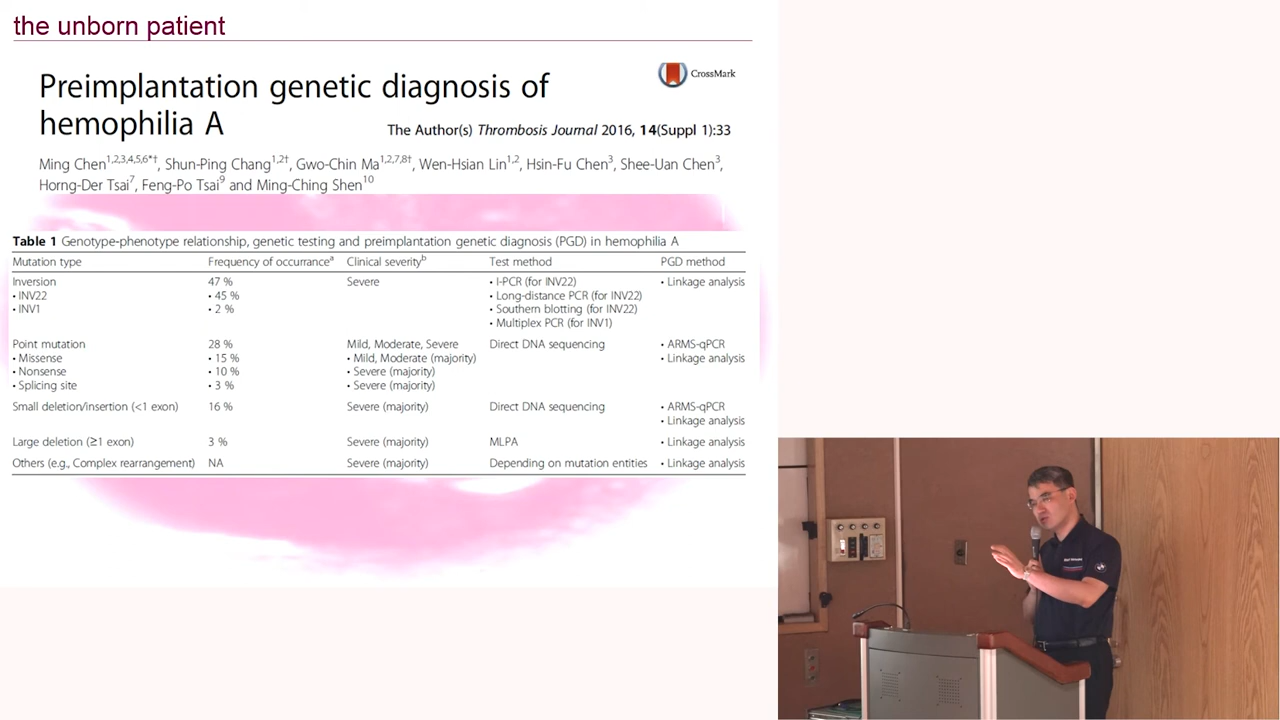 the unborn patient
Preimplantation genetic diagnosis of
hemophilia A
CrossMark
The Author(s) Thrombosis Journal 2016, 14(Suppl 1):33
Ming Chen1,2,3,4,5,6*†, Shun-Ping Chang1,2†, Gwo-Chin Ma1,2,7,8†, Wen-Hsian Lin1,2, Hsin-Fu Chen3, Shee-Uan Chen3,
Horng-Der Tsai7, Feng-Po Tsai9 and Ming-Ching Shen10
Table 1 Genotype-phenotype relationship, genetic testing and preimplantation genetic diagnosis (PGD) in hemophilia A
Mutation type Frequency of occurranceᵃ Clinical severityᵇ Test method PGD method
Inversion 47 % Severe • I-PCR (for INV22) • Linkage analysis
• INV22 • 45 % • Long-distance PCR (for INV22)
• INV1 • 2 % • Southern blotting (for INV22)
• Multiplex PCR (for INV1)
Point mutation 28 % Mild, Moderate, Severe Direct DNA sequencing • ARMS-qPCR
• Missense • 15 % • Mild, Moderate (majority) • Linkage analysis
• Nonsense • 10 % • Severe (majority)
• Splicing site • 3 % • Severe (majority)
Small deletion/insertion (<1 exon) 16 % Severe (majority) Direct DNA sequencing • ARMS-qPCR
• Linkage analysis
Large deletion (≥1 exon) 3 % Severe (majority) MLPA • Linkage analysis
Others (e.g., Complex rearrangement) NA Severe (majority) Depending on mutation entities • Linkage analysis